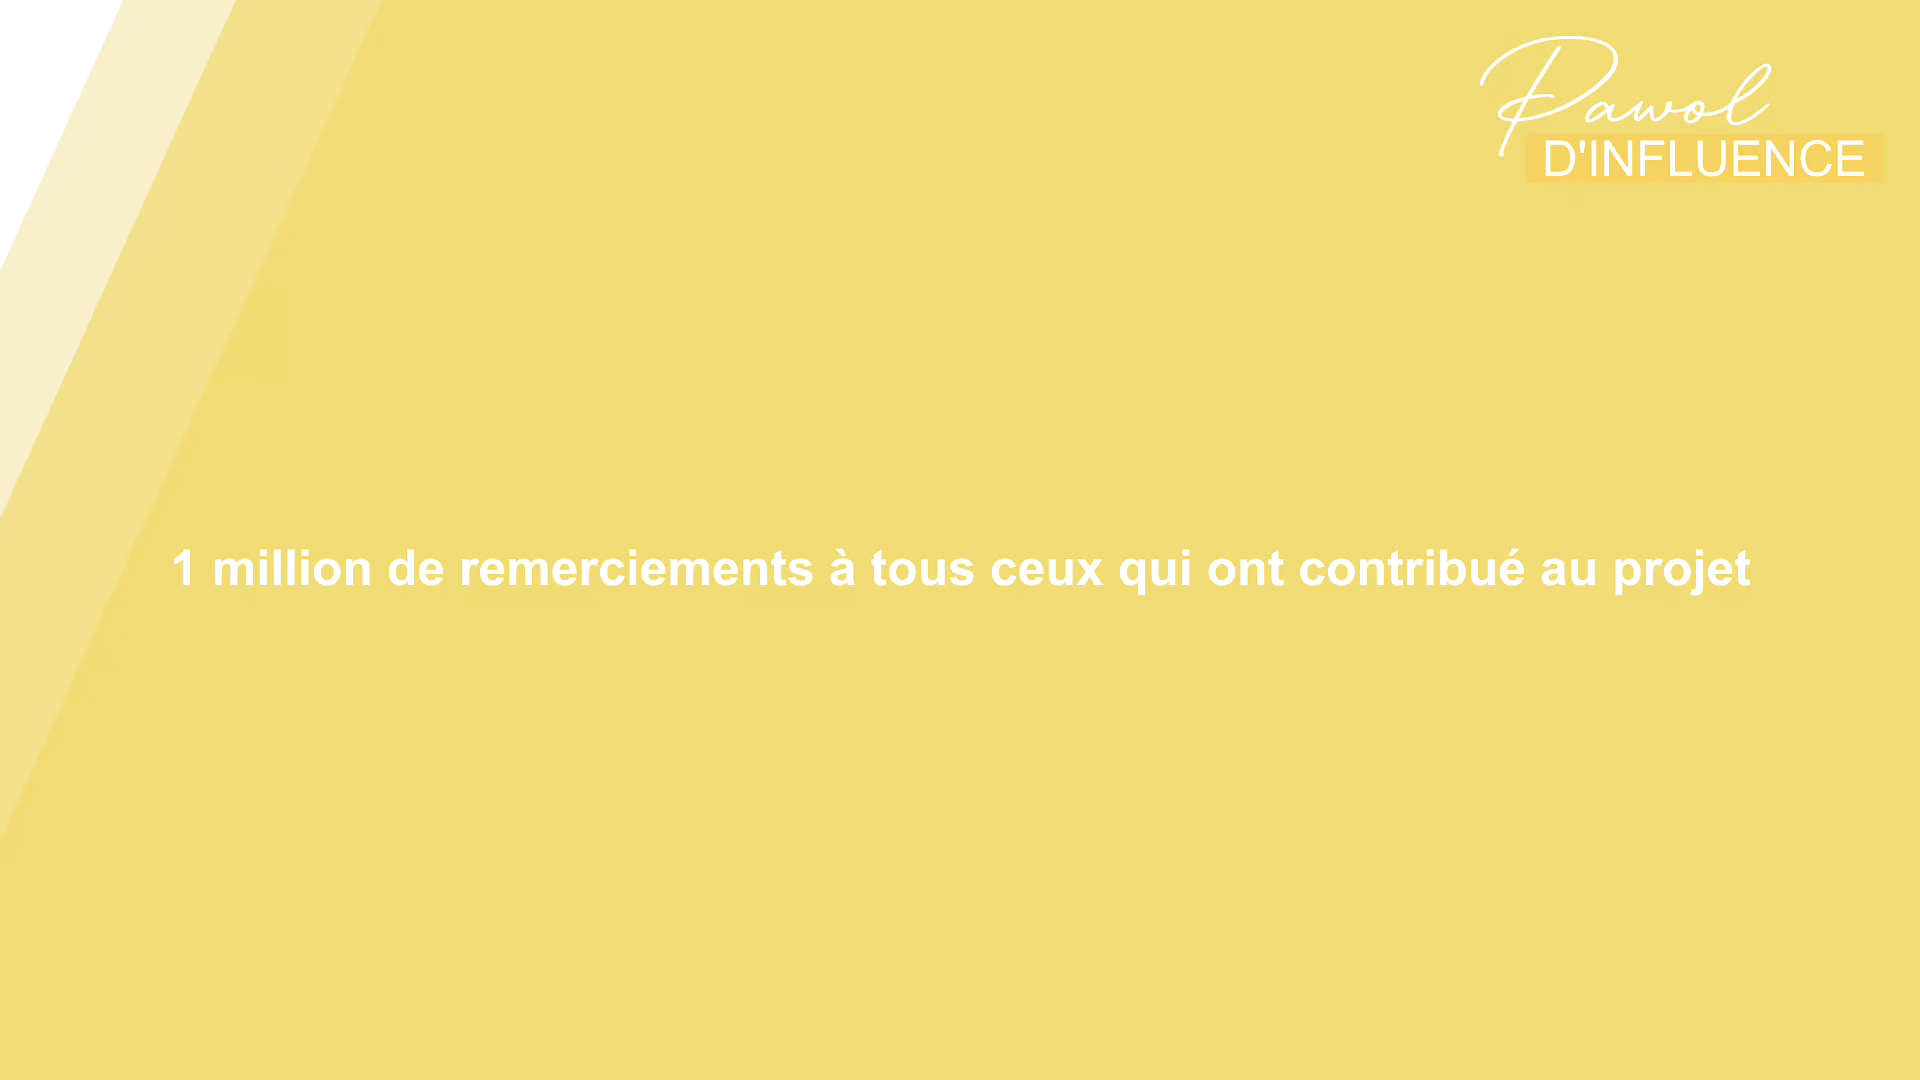 Pawol
D'INFLUENCE
1 million de remerciements à tous ceux qui ont contribué au projet